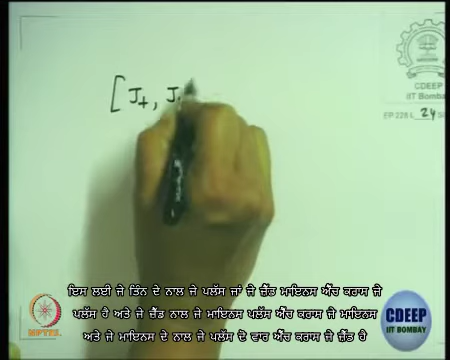 [J₊, J
CDEEP
IIT Bombay
EP 228 L 24 Sl
ਇਸ ਲਈ ਜੇ ਤਿੰਨ ਦੇ ਨਾਲ ਜੇ ਪਲੱਸ ਜਾਂ ਜੇ ਜ਼ੈੱਡ ਮਾਇਨਸ ਐੱਚ ਕਰਾਸ ਜੇ
ਪਲੱਸ ਹੈ ਅਤੇ ਜੇ ਜ਼ੈੱਡ ਨਾਲ ਜੇ ਮਾਇਨਸ ਪਲੱਸ ਐੱਚ ਕਰਾਸ ਜੇ ਮਾਇਨਸ
ਅਤੇ ਜੇ ਮਾਇਨਸ ਦੇ ਨਾਲ ਜੇ ਪਲੱਸ ਦੋ ਵਾਰ ਐੱਚ ਕਰਾਸ ਜੇ ਜ਼ੈੱਡ ਹੈ
NPTEL
CDEEP
IIT BOMBAY